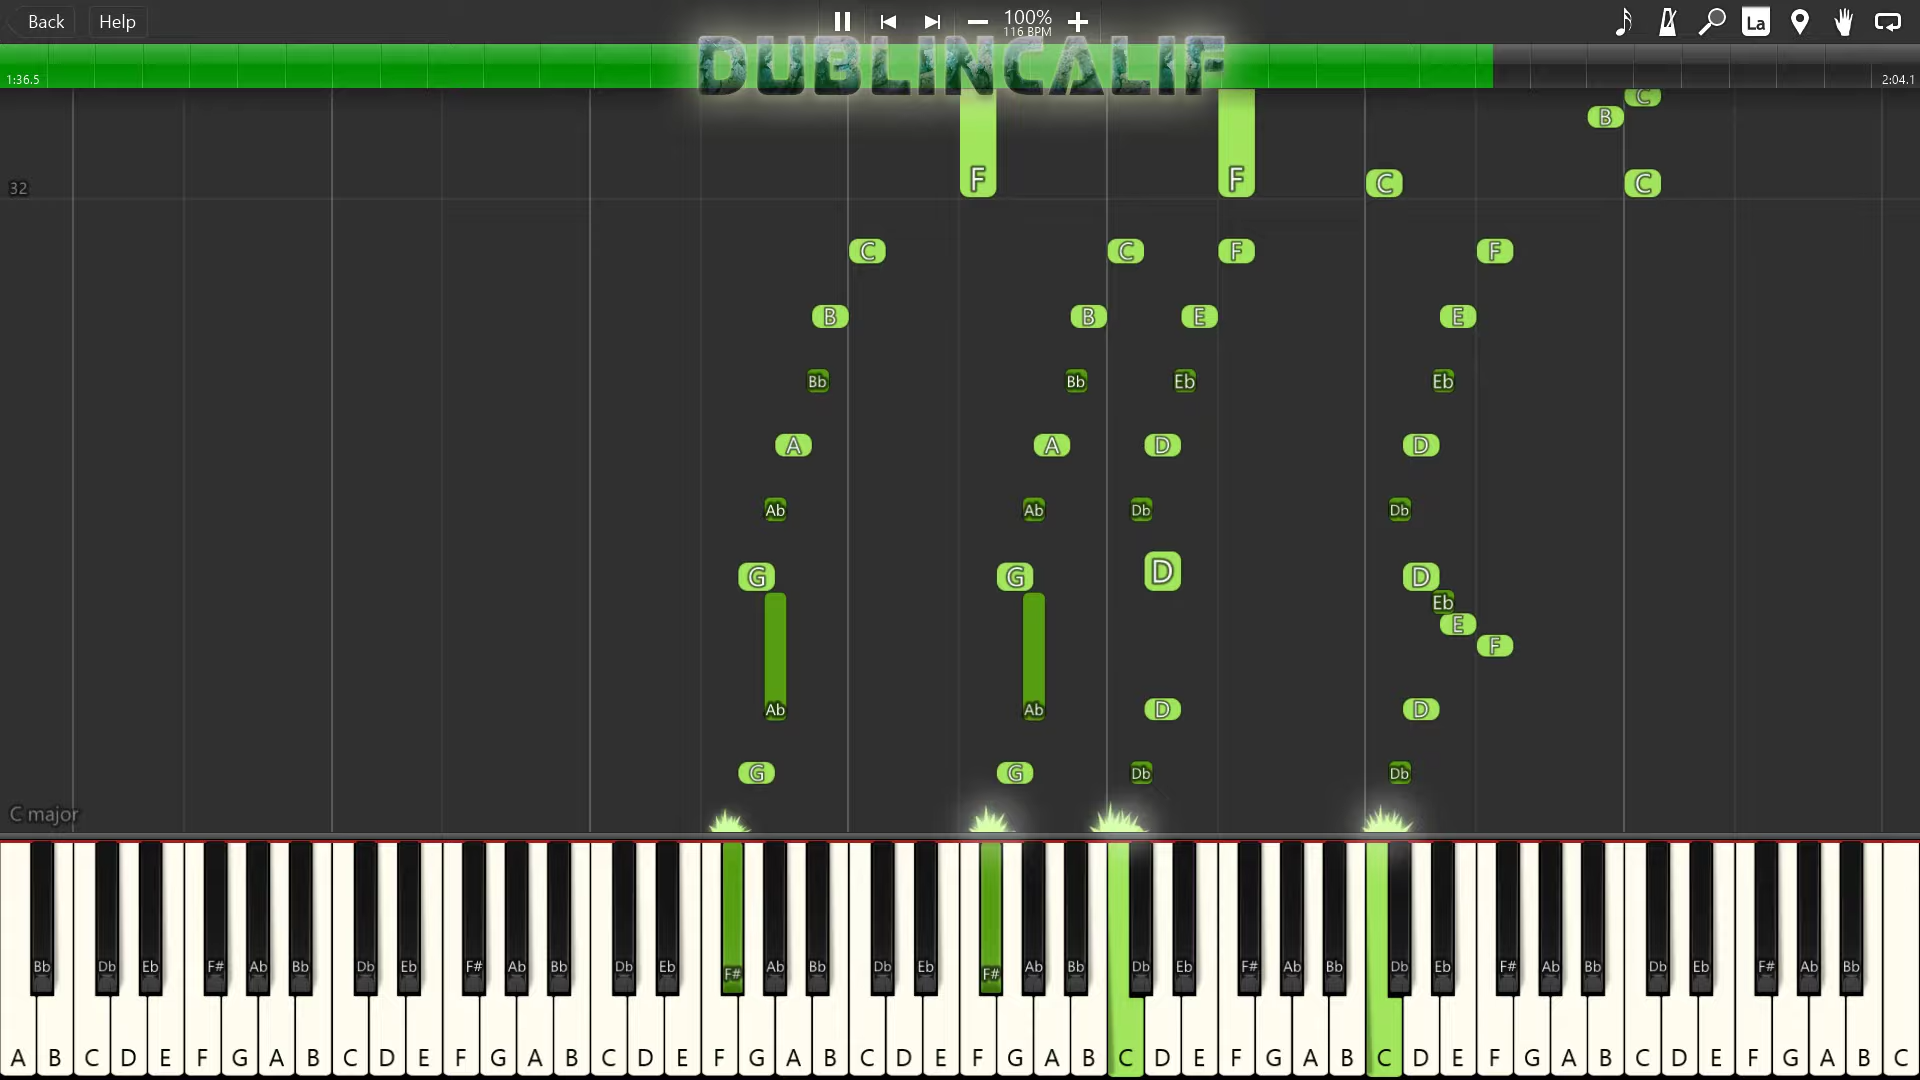 Back Help 100%
116 BPM
La
DUBLINCALIF
1:36.5 2:04.1
C
B
F F C C
32
C C F F
B B E E
Bb Bb Eb Eb
A A D D
Ab Ab Db Db
G G D D
Eb
E
F
Ab Ab D D
G G Db Db
C major
Bb Db Eb F# Ab Bb Db Eb F# Ab Bb Db Eb F# Ab Bb Db Eb F# Ab Bb Db Eb F# Ab Bb Db Eb F# Ab Bb Db Eb F# Ab Bb
A B C D E F G A B C D E F G A B C D E F G A B C D E F G A B C D E F G A B C D E F G A B C D E F G A B C